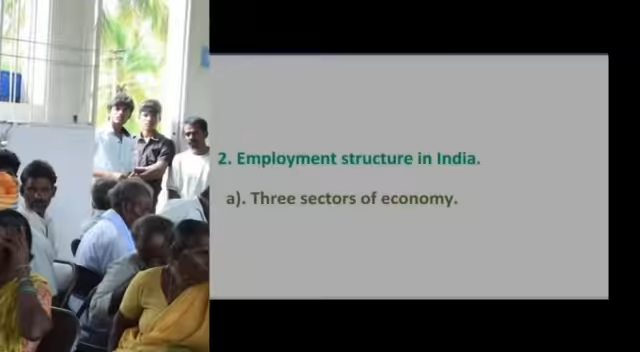 2. Employment structure in India.
a). Three sectors of economy.